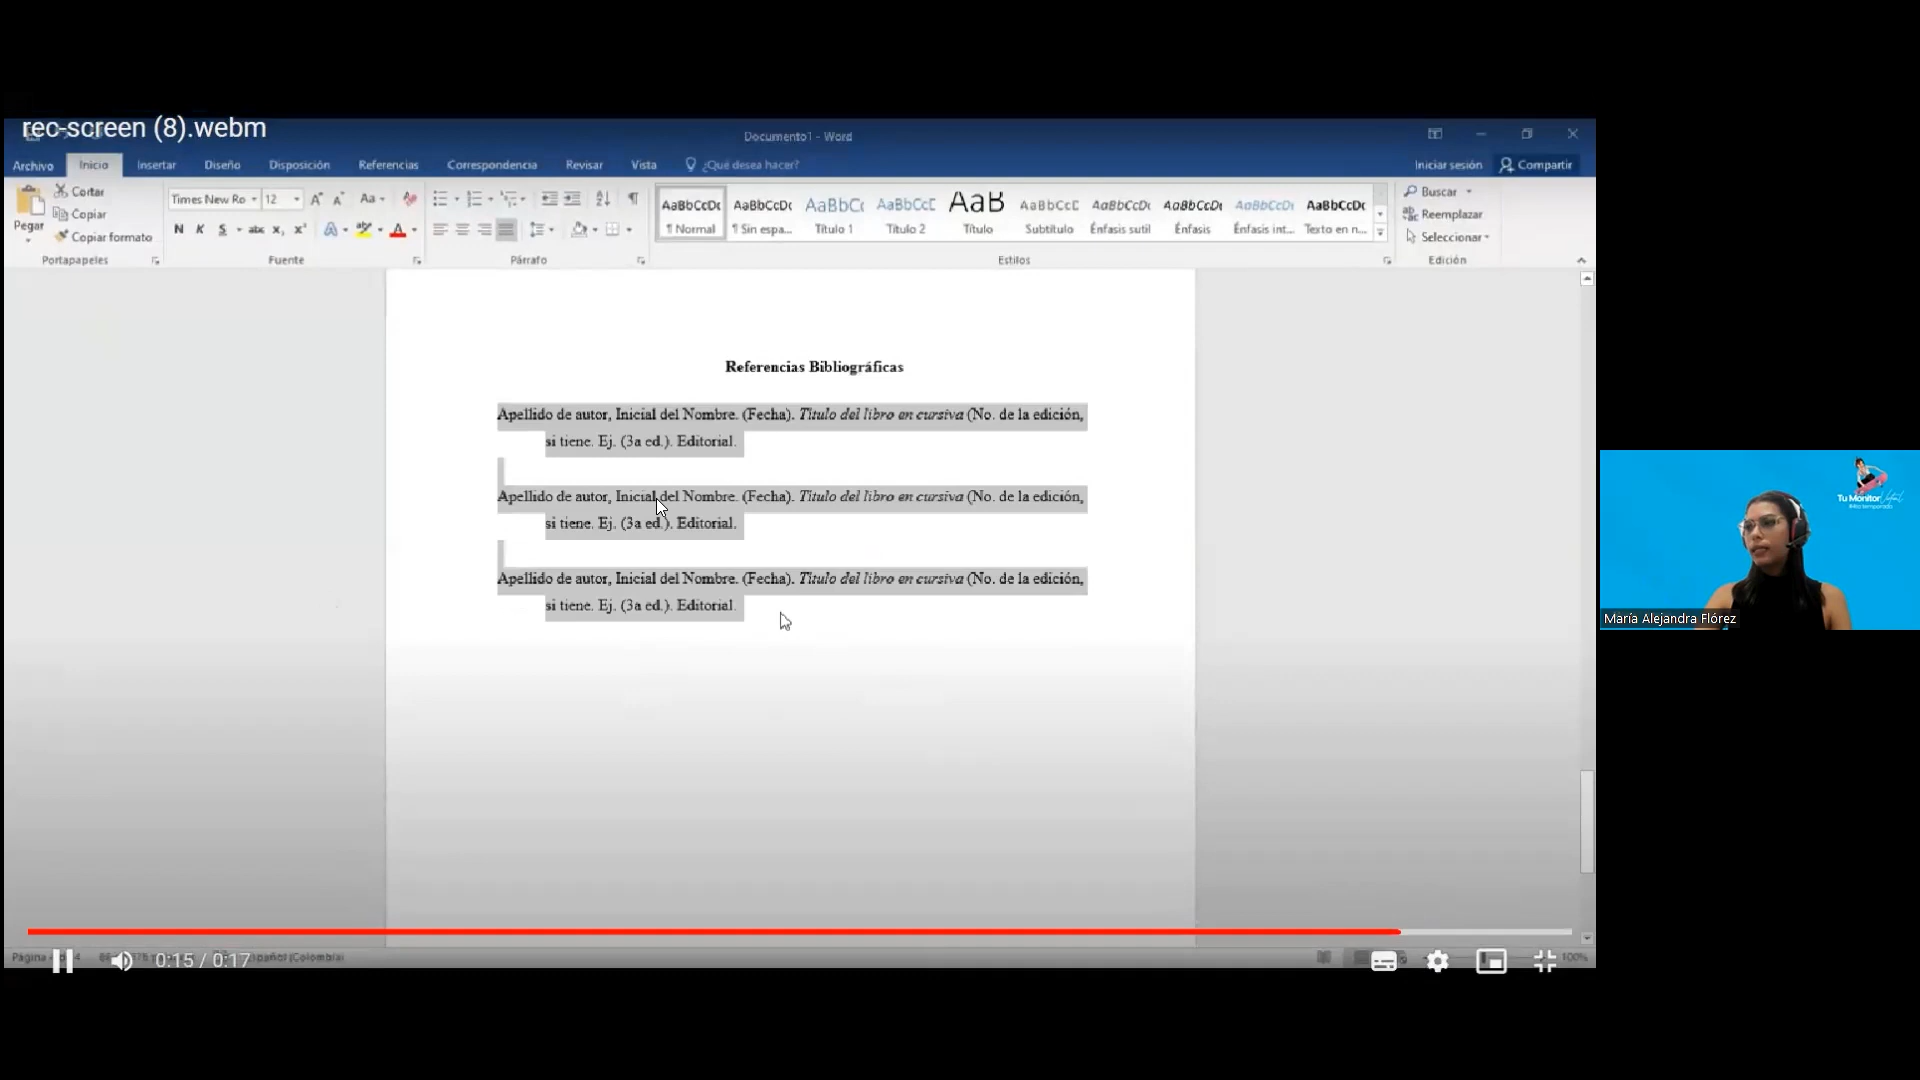 rec-screen (8).webm
Documento1 - Word
Archivo Inicio Insertar Diseño Disposición Referencias Correspondencia Revisar Vista ¿Qué desea hacer? Iniciar sesión Compartir
Pegar
Cortar
Copiar
Copiar formato
Portapapeles
Times New Ro 12
N K S abc x, x²
Fuente
Párrafo
AaBbCcDc AaBbCcDc AaBbCc AaBbCcC AaB AaBbCcC AaBbCcDc AaBbCcDc AaBbCcDc AaBbCcDc
¶ Normal ¶ Sin espa... Título 1 Título 2 Título Subtítulo Énfasis sutil Énfasis Énfasis int... Texto en n...
Estilos
Buscar
Reemplazar
Seleccionar
Edición
Referencias Bibliográficas
Apellido de autor, Inicial del Nombre. (Fecha). Titulo del libro en cursiva (No. de la edición,
si tiene. Ej. (3a ed.). Editorial.
Apellido de autor, Inicial del Nombre. (Fecha). Titulo del libro en cursiva (No. de la edición,
si tiene. Ej. (3a ed.). Editorial.
Apellido de autor, Inicial del Nombre. (Fecha). Titulo del libro en cursiva (No. de la edición,
si tiene. Ej. (3a ed.). Editorial.
0:15 / 0:17
100%
Tu Monitor Virtual
María Alejandra Flórez